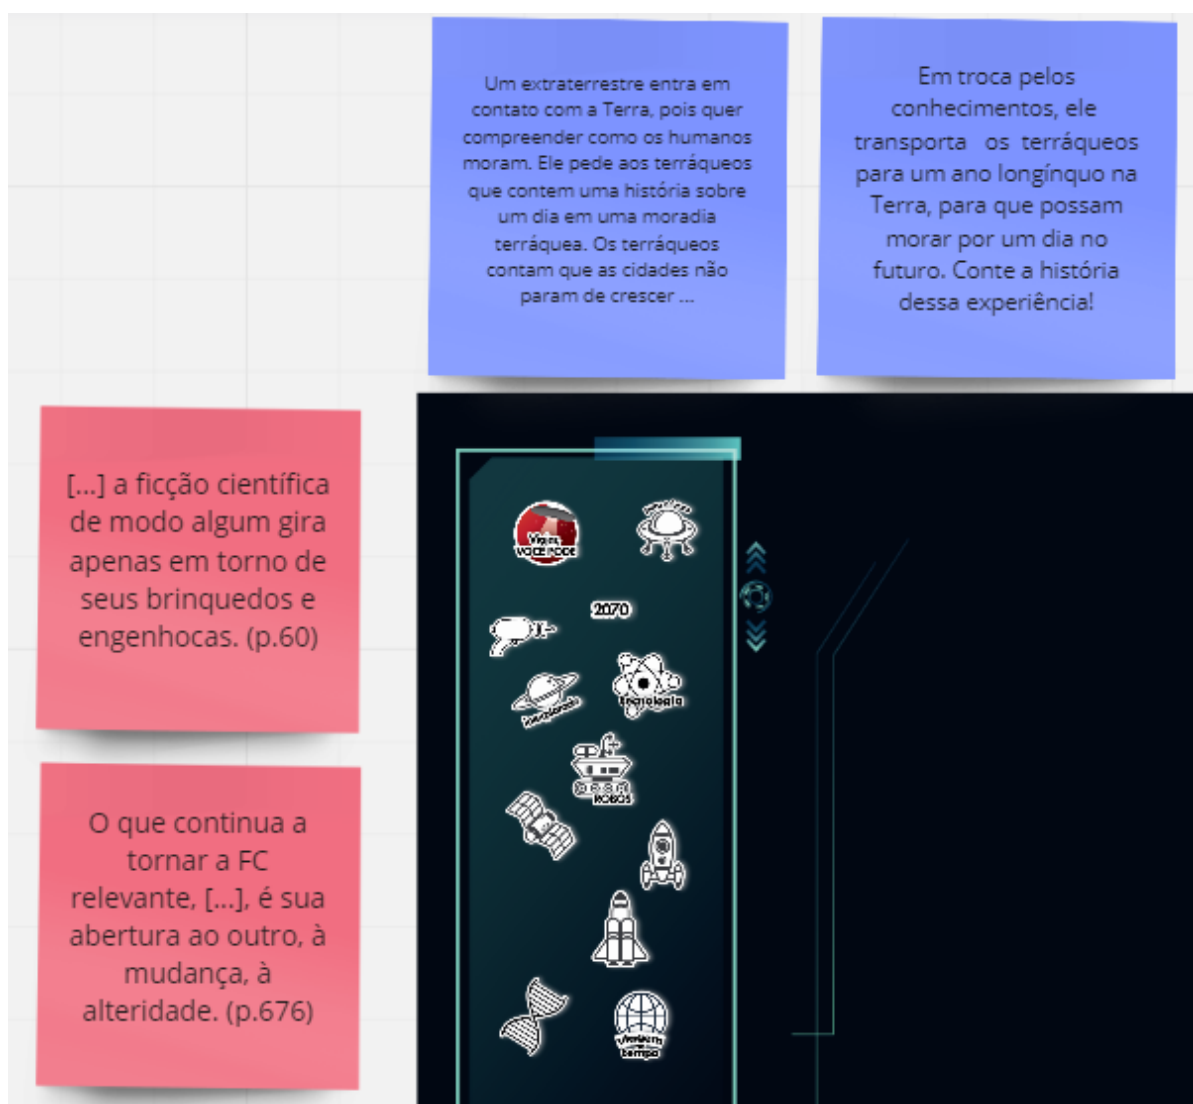 Um extraterrestre entra em
contato com a Terra, pois quer
compreender como os humanos
moram. Ele pede aos terráqueos
que contem uma história sobre
um dia em uma moradia
terráquea. Os terráqueos
contam que as cidades não
param de crescer ...
Em troca pelos
conhecimentos, ele
transporta os terráqueos
para um ano longínquo na
Terra, para que possam
morar por um dia no
futuro. Conte a história
dessa experiência!
[...] a ficção científica
de modo algum gira
apenas em torno de
seus brinquedos e
engenhocas. (p.60)
O que continua a
tornar a FC
relevante, [...], é sua
abertura ao outro, à
mudança, à
alteridade. (p.676)
VOCE PODE
2070
tecnologia
ROBOS
tempo